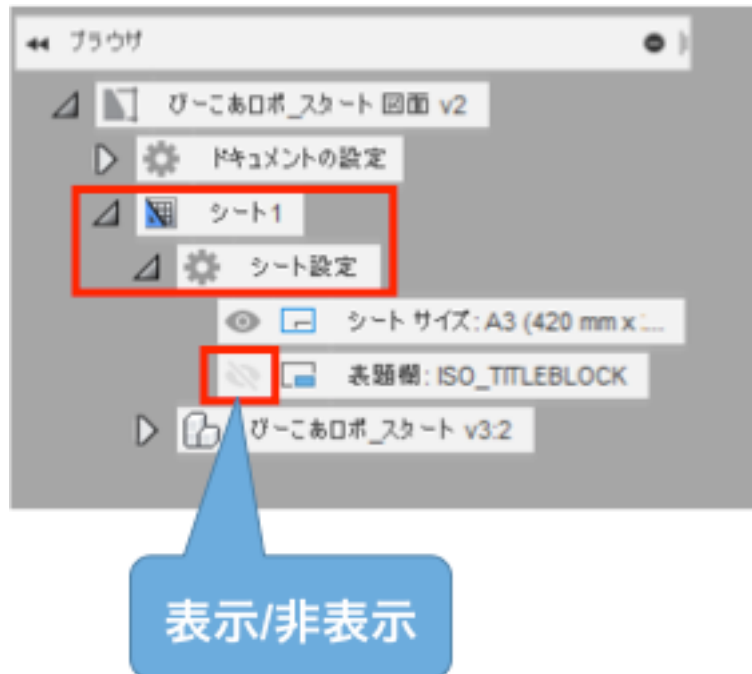 ブラウザ
びーこあロボ_スタート 図面 v2
ドキュメントの設定
シート1
シート設定
シート サイズ: A3 (420 mm x ...
表題欄: ISO_TITLEBLOCK
びーこあロボ_スタート v3:2
表示/非表示